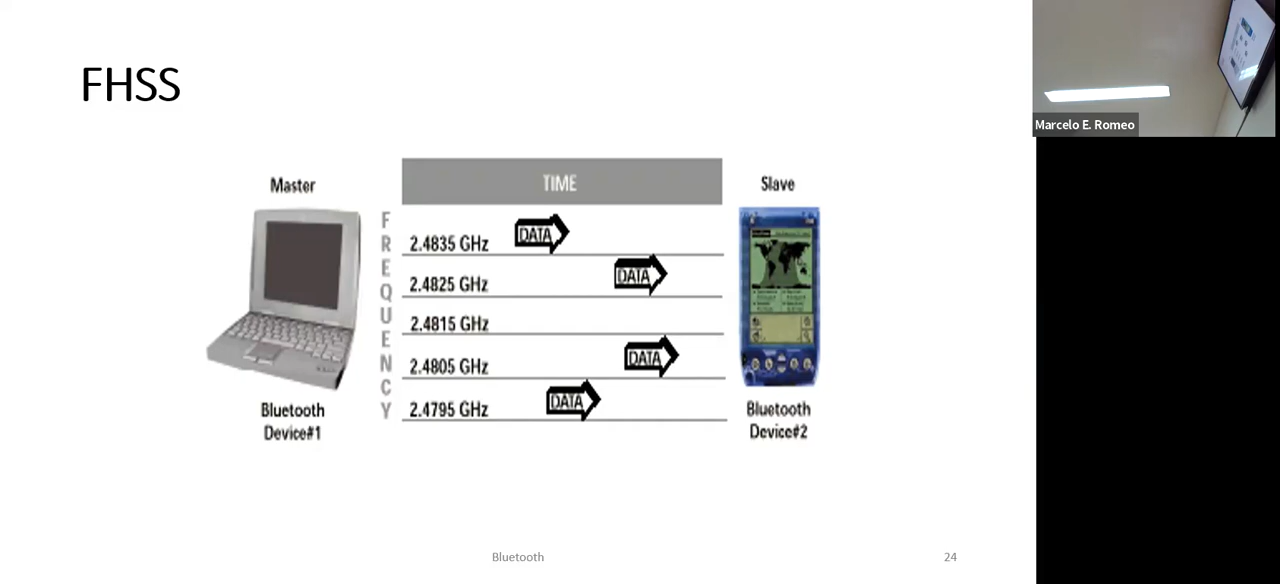 FHSS
Marcelo E. Romeo
Master
TIME
Slave
FREQUENCY
2.4835 GHz
DATA
2.4825 GHz
DATA
2.4815 GHz
2.4805 GHz
DATA
2.4795 GHz
DATA
Bluetooth
Device#1
Bluetooth
Device#2
Bluetooth
24